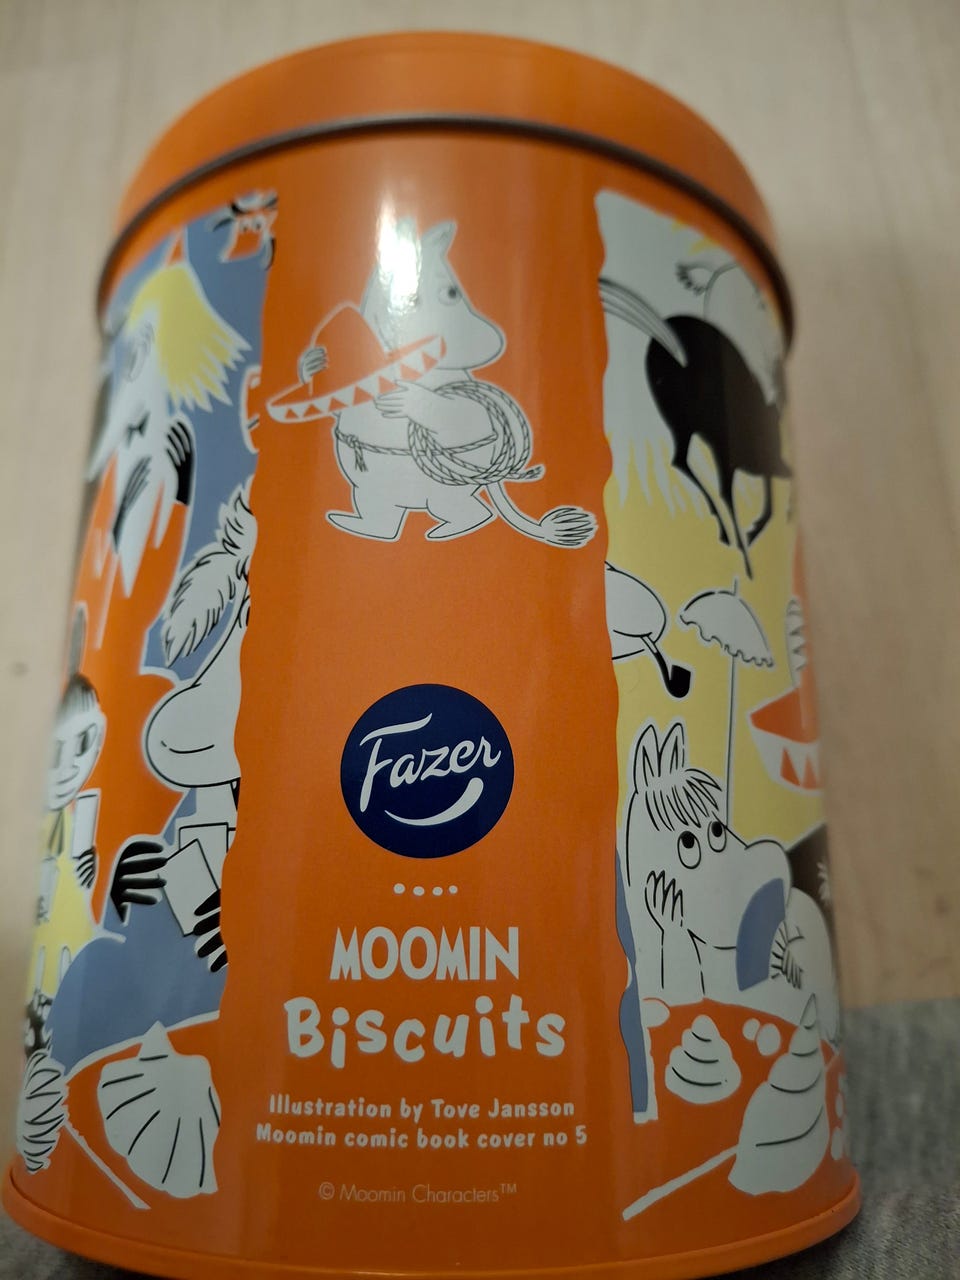 Fazer
MOOMIN
Biscuits
Illustration by Tove Jansson
Moomin comic book cover no 5
© Moomin Characters™